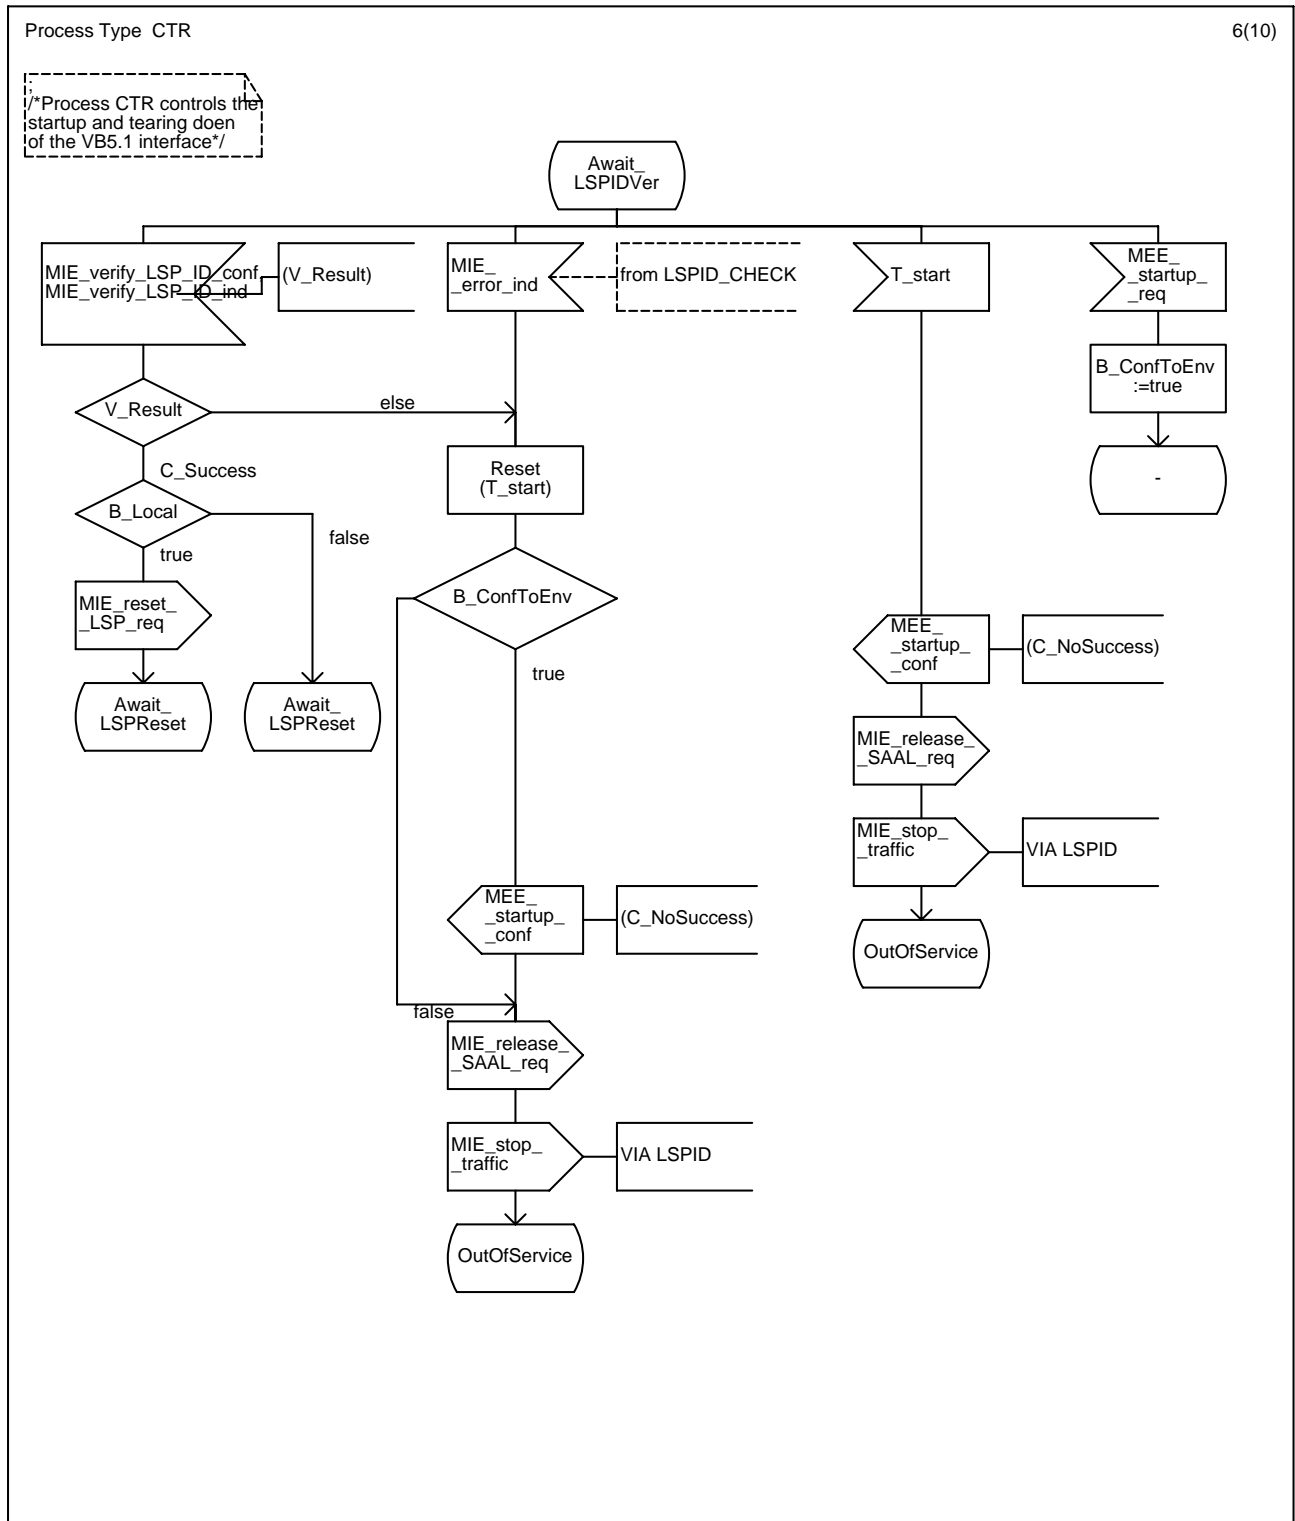 Process Type CTR
6(10)
;
/*Process CTR controls the
startup and tearing doen
of the VB5.1 interface*/
Await_
LSPIDVer
MIE_verify_LSP_ID_conf,
MIE_verify_LSP_ID_ind
(V_Result)
MIE_
_error_ind
from LSPID_CHECK
T_start
MEE_
_startup_
_req
B_ConfToEnv
:=true
-
V_Result
else
C_Success
B_Local
false
true
MIE_reset_
_LSP_req
Await_
LSPReset
Await_
LSPReset
Reset
(T_start)
B_ConfToEnv
true
MEE_
_startup_
_conf
(C_NoSuccess)
false
MIE_release_
_SAAL_req
MIE_stop_
_traffic
VIA LSPID
OutOfService
MEE_
_startup_
_conf
(C_NoSuccess)
MIE_release_
_SAAL_req
MIE_stop_
_traffic
VIA LSPID
OutOfService